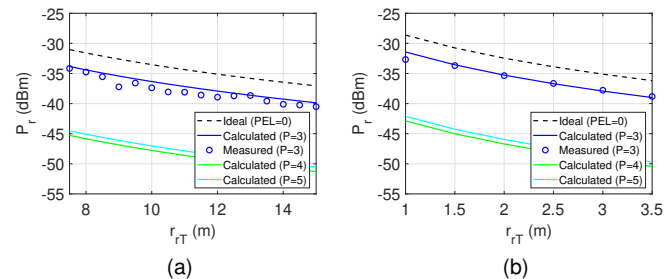 -25
-30
-35
-40
-45
-50
-55
P_r (dBm)
Ideal (PEL=0)
Calculated (P=3)
Measured (P=3)
Calculated (P=4)
Calculated (P=5)
8 10 12 14
r_rT (m)
(a)
-25
-30
-35
-40
-45
-50
-55
P_r (dBm)
Ideal (PEL=0)
Calculated (P=3)
Measured (P=3)
Calculated (P=4)
Calculated (P=5)
1 1.5 2 2.5 3 3.5
r_rT (m)
(b)